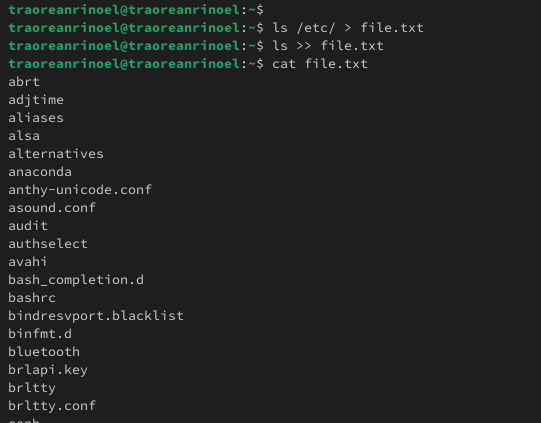 traoreanrinoel@traoreanrinoel:~$
traoreanrinoel@traoreanrinoel:~$ ls /etc/ > file.txt
traoreanrinoel@traoreanrinoel:~$ ls >> file.txt
traoreanrinoel@traoreanrinoel:~$ cat file.txt
abrt
adjtime
aliases
alsa
alternatives
anaconda
anthy-unicode.conf
asound.conf
audit
authselect
avahi
bash_completion.d
bashrc
bindresvport.blacklist
binfmt.d
bluetooth
brlapi.key
brltty
brltty.conf